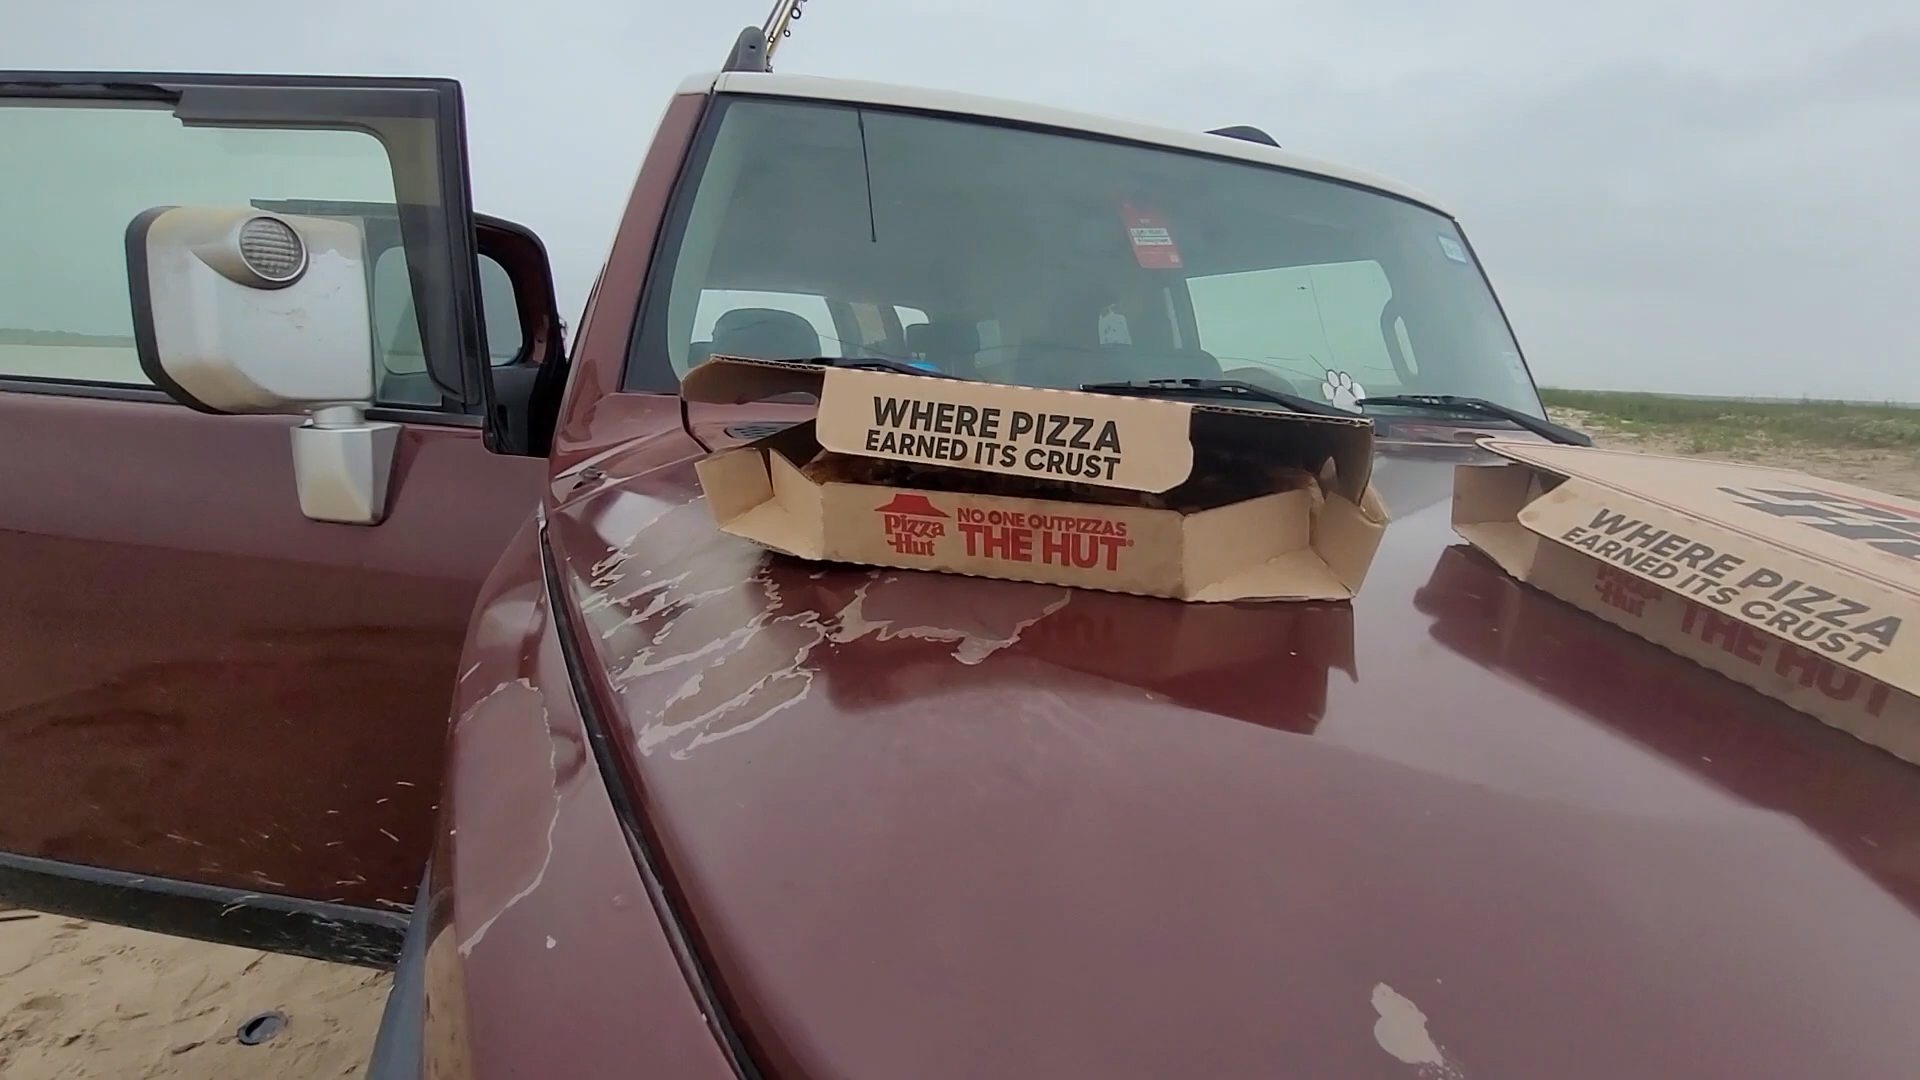 WHERE PIZZA
EARNED ITS CRUST
Pizza
Hut
NO ONE OUTPIZZAS
THE HUT
WHERE PIZZA
EARNED ITS CRUST
Hut
THE HUT